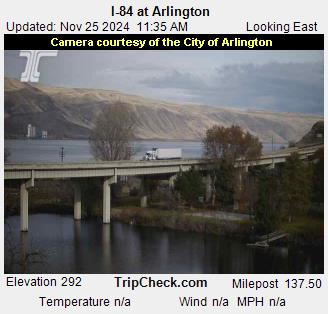 I-84 at Arlington
Updated: Nov 25 2024 11:35 AM Looking East
Camera courtesy of the City of Arlington
Elevation 292 TripCheck.com Milepost 137.50
Temperature n/a Wind n/a MPH n/a